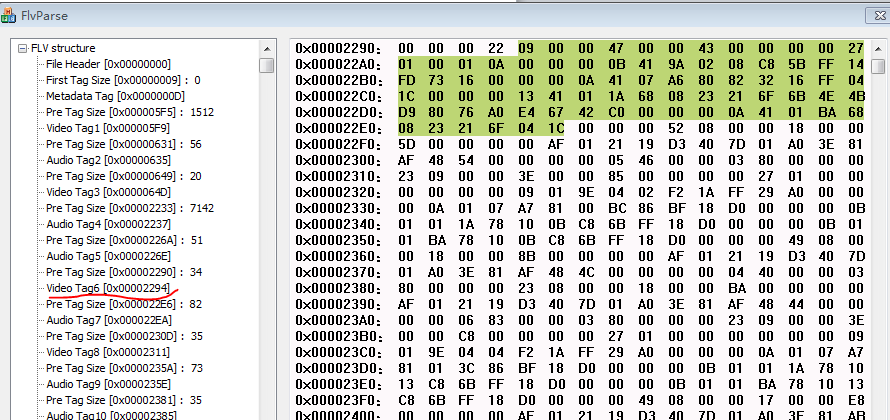 FlvParse
FLV structure
File Header [0x00000000]
First Tag Size [0x00000009] : 0
Metadata Tag [0x0000000D]
Pre Tag Size [0x000005F5] : 1512
Video Tag1 [0x000005F9]
Pre Tag Size [0x00000631] : 56
Audio Tag2 [0x00000635]
Pre Tag Size [0x00000649] : 20
Video Tag3 [0x0000064D]
Pre Tag Size [0x00002233] : 7142
Audio Tag4 [0x00002237]
Pre Tag Size [0x0000226A] : 51
Audio Tag5 [0x0000226E]
Pre Tag Size [0x00002290] : 34
Video Tag6 [0x00002294]
Pre Tag Size [0x000022E6] : 82
Audio Tag7 [0x000022EA]
Pre Tag Size [0x0000230D] : 35
Video Tag8 [0x00002311]
Pre Tag Size [0x0000235A] : 73
Audio Tag9 [0x0000235E]
Pre Tag Size [0x00002381] : 35
Audio Tag10 [0x00002385]
0x00002290: 00 00 00 22 09 00 00 47 00 00 43 00 00 00 00 27
0x000022A0: 01 00 01 0A 00 00 00 0B 41 9A 02 08 C8 5B FF 14
0x000022B0: FD 73 16 00 00 00 0A 41 07 A6 80 82 32 16 FF 04
0x000022C0: 1C 00 00 00 13 41 01 1A 68 08 23 21 6F 6B 4E 4B
0x000022D0: D9 80 76 A0 E4 67 42 C0 00 00 00 0A 41 01 BA 68
0x000022E0: 08 23 21 6F 04 1C 00 00 00 52 08 00 00 18 00 00
0x000022F0: 5D 00 00 00 AF 01 21 19 D3 40 7D 01 A0 3E 81
0x00002300: AF 48 54 00 00 00 00 05 46 00 00 03 80 00 00 00
0x00002310: 23 09 00 00 3E 00 00 85 00 00 00 00 27 01 00 00
0x00002320: 00 00 00 00 09 01 9E 04 02 F2 1A FF 29 A0 00 00
0x00002330: 00 0A 01 07 A7 81 00 BC 86 BF 18 D0 00 00 00 0B
0x00002340: 01 01 1A 78 10 0B C8 6B FF 18 D0 00 00 00 0B 01
0x00002350: 01 BA 78 10 0B C8 6B FF 18 D0 00 00 00 49 08 00
0x00002360: 00 18 00 00 8B 00 00 00 00 AF 01 21 19 D3 40 7D
0x00002370: 01 A0 3E 81 AF 48 4C 00 00 00 00 04 40 00 00 03
0x00002380: 80 00 00 00 23 08 00 00 18 00 00 BA 00 00 00 00
0x00002390: AF 01 21 19 D3 40 7D 01 A0 3E 81 AF 48 44 00 00
0x000023A0: 00 00 06 83 00 00 03 80 00 00 00 23 09 00 00 3E
0x000023B0: 00 00 C8 00 00 00 00 27 01 00 00 00 00 00 00 09
0x000023C0: 01 9E 04 04 F2 1A FF 29 A0 00 00 00 0A 01 07 A7
0x000023D0: 81 01 3C 86 BF 18 D0 00 00 00 0B 01 01 1A 78 10
0x000023E0: 13 C8 6B FF 18 D0 00 00 00 0B 01 01 BA 78 10 13
0x000023F0: C8 6B FF 18 D0 00 00 00 49 08 00 00 17 00 00 E8
0x00002400: 00 00 00 00 AF 01 21 19 D3 40 7D 01 A0 3F 81 AB